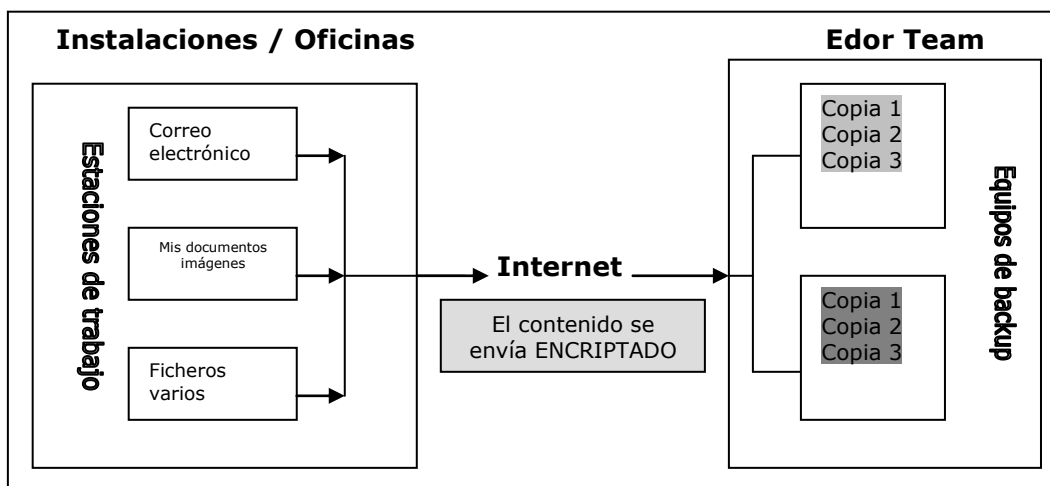 Instalaciones / Oficinas
Edor Team
Estaciones de trabajo
Correo
electrónico
Mis documentos
imágenes
Ficheros
varios
Internet
El contenido se
envía ENCRIPTADO
Copia 1
Copia 2
Copia 3
Copia 1
Copia 2
Copia 3
Equipos de backup